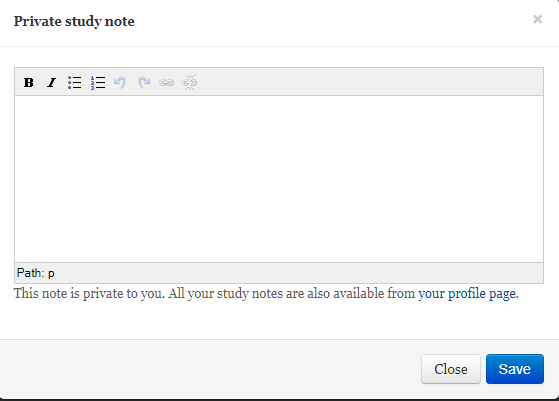 Private study note
×
B I
Path: p
This note is private to you. All your study notes are also available from your profile page.
Close Save